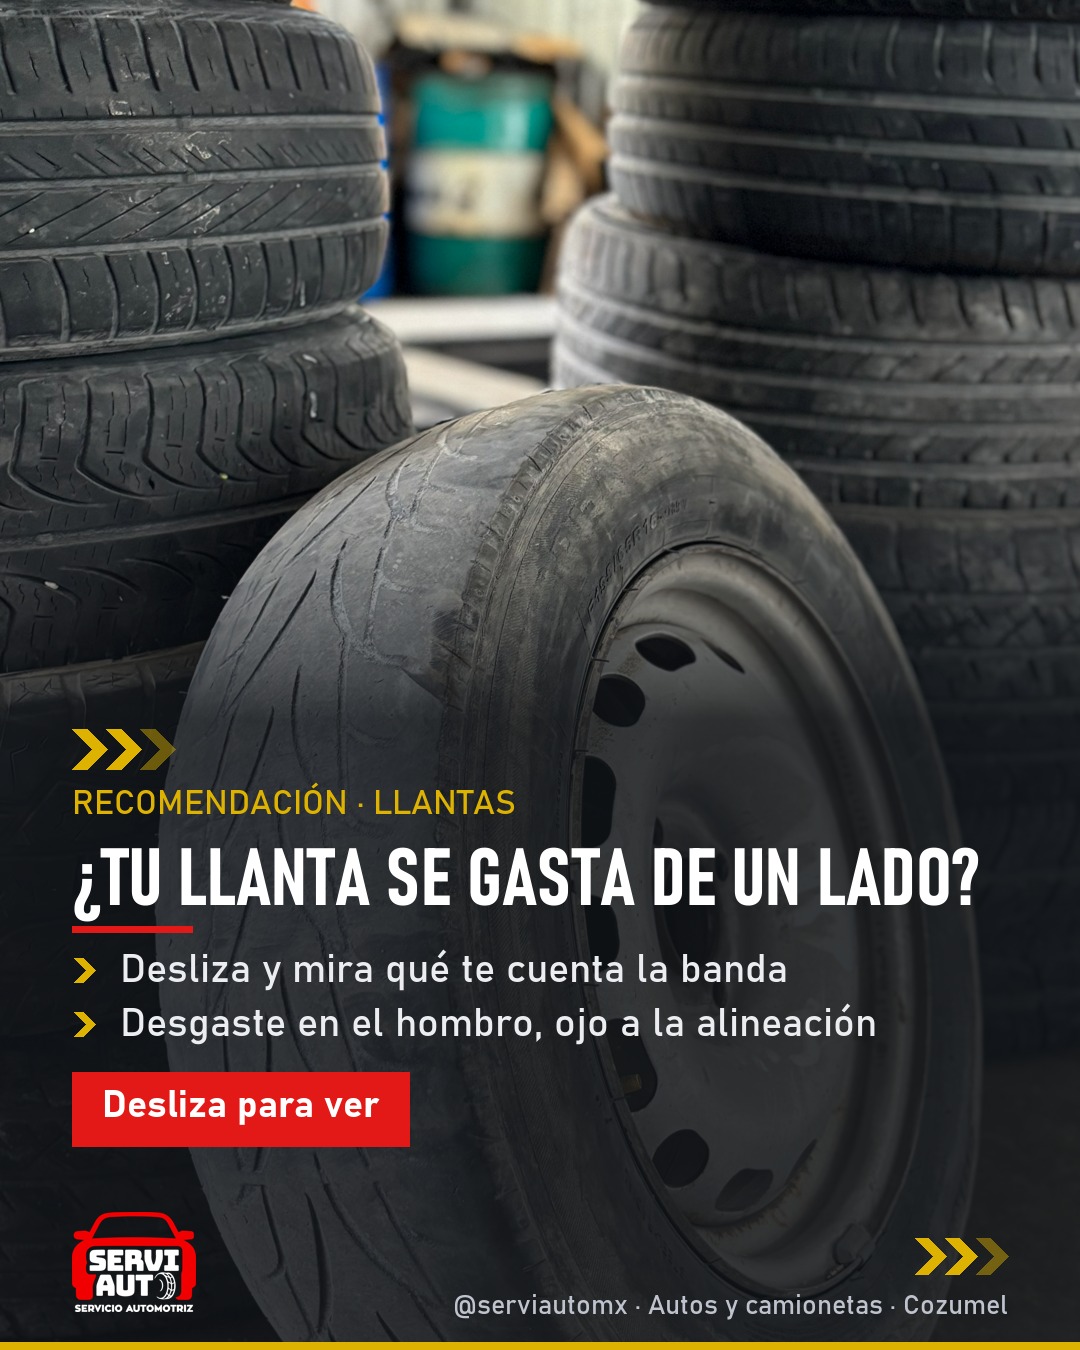 RECOMENDACIÓN · LLANTAS
¿TU LLANTA SE GASTA DE UN LADO?
Desliza y mira qué te cuenta la banda
Desgaste en el hombro, ojo a la alineación
Desliza para ver
SERVI
AUTO
SERVICIO AUTOMOTRIZ
@serviautomx · Autos y camionetas · Cozumel